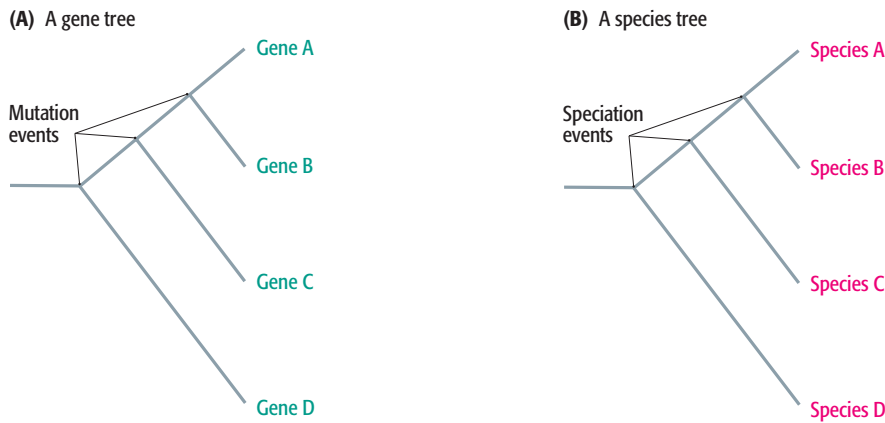 (A) A gene tree
Gene A
Mutation
events
Gene B
Gene C
Gene D
(B) A species tree
Species A
Speciation
events
Species B
Species C
Species D